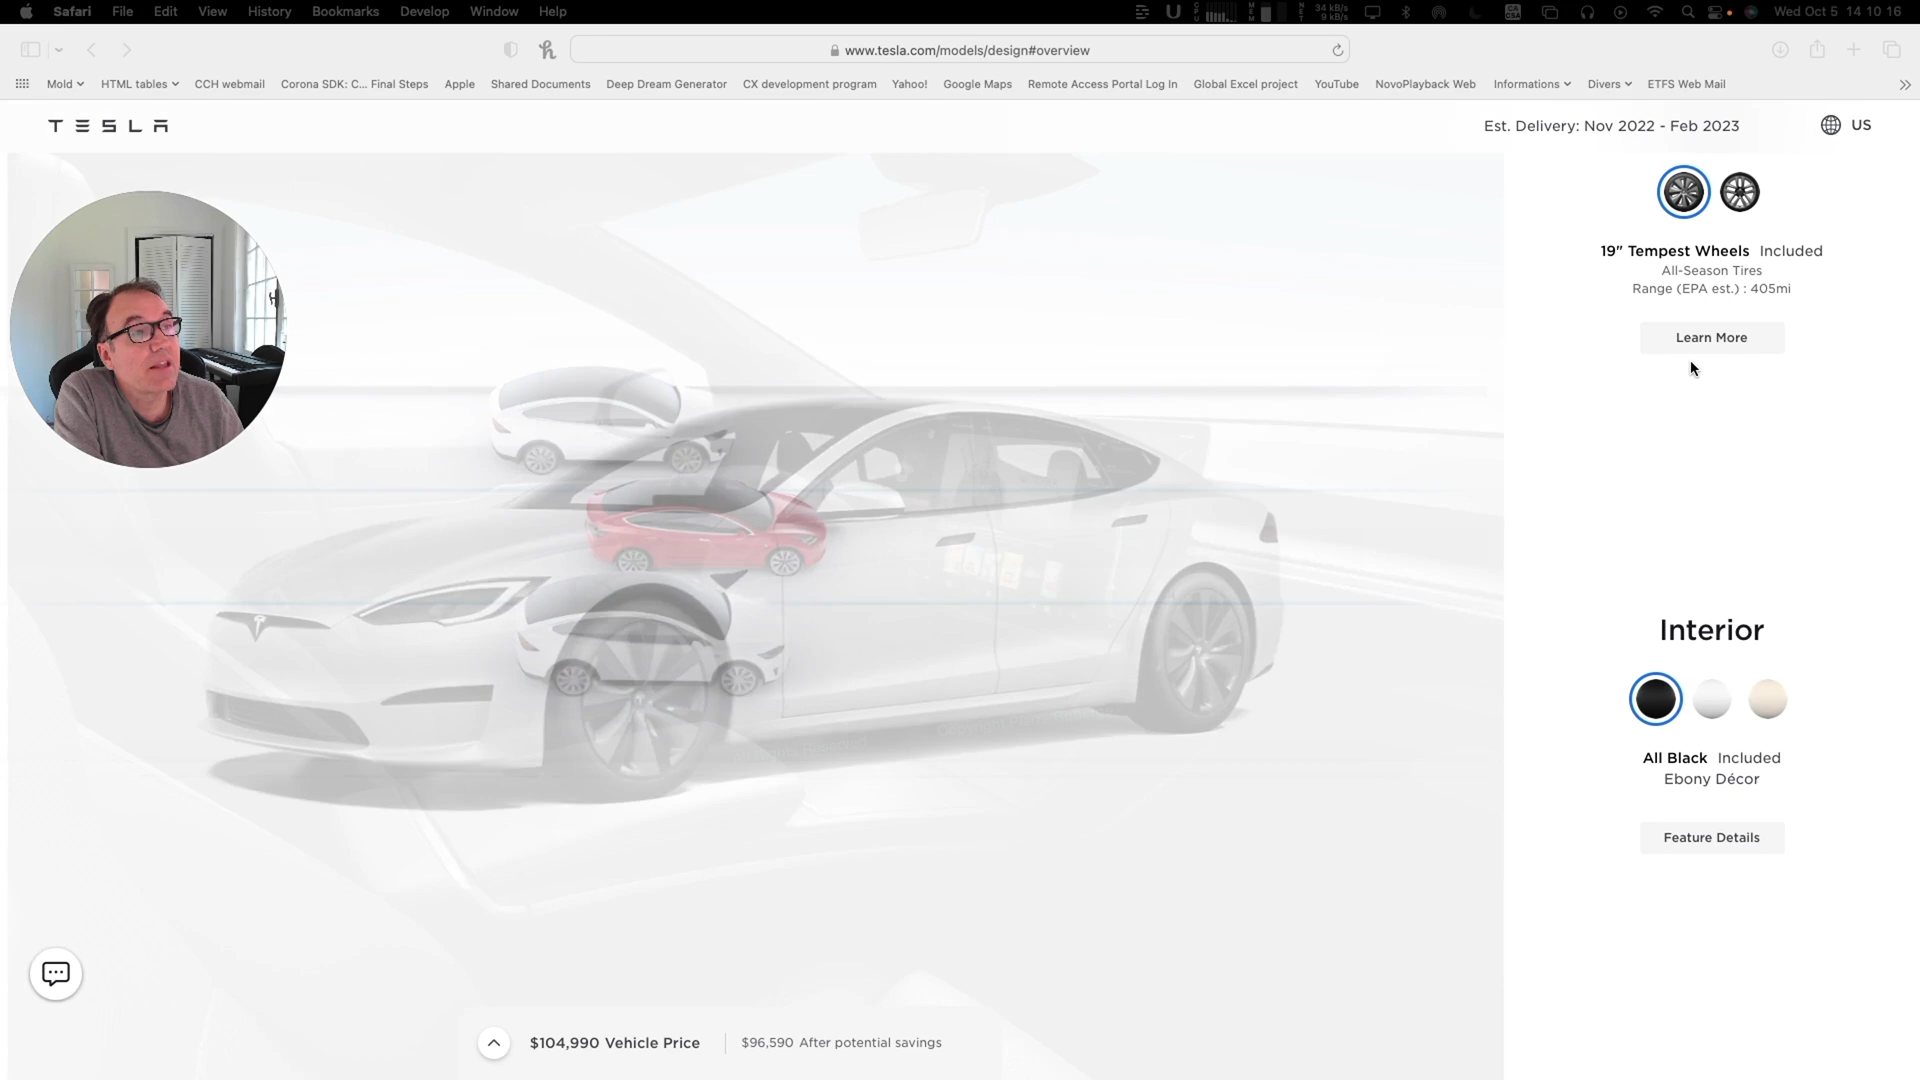 Safari File Edit View History Bookmarks Develop Window Help
34 kB/s
9 kB/s
Wed Oct 5 14 10 16
www.tesla.com/models/design#overview
Mold HTML tables CCH webmail Corona SDK: C... Final Steps Apple Shared Documents Deep Dream Generator CX development program Yahoo! Google Maps Remote Access Portal Log In Global Excel project YouTube NovoPlayback Web Informations Divers ETFS Web Mail
TESLA
Est. Delivery: Nov 2022 - Feb 2023
US
19" Tempest Wheels Included
All-Season Tires
Range (EPA est.) : 405mi
Learn More
Interior
All Black Included
Ebony Décor
Feature Details
$104,990 Vehicle Price
$96,590 After potential savings